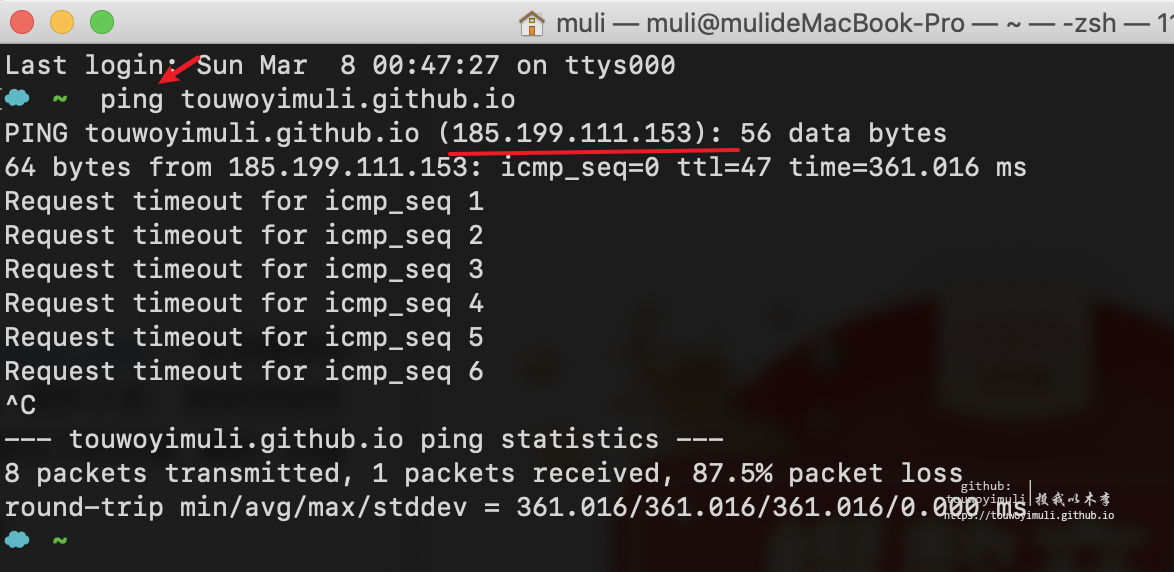 muli — muli@mulideMacBook-Pro — ~ — -zsh — 11
Last login: Sun Mar  8 00:47:27 on ttys000
~  ping touwoyimuli.github.io
PING touwoyimuli.github.io (185.199.111.153): 56 data bytes
64 bytes from 185.199.111.153: icmp_seq=0 ttl=47 time=361.016 ms
Request timeout for icmp_seq 1
Request timeout for icmp_seq 2
Request timeout for icmp_seq 3
Request timeout for icmp_seq 4
Request timeout for icmp_seq 5
Request timeout for icmp_seq 6
^C
--- touwoyimuli.github.io ping statistics ---
8 packets transmitted, 1 packets received, 87.5% packet loss
round-trip min/avg/max/stddev = 361.016/361.016/361.016/0.000 ms
~
github:
touwoyimuli|投我以木李
https://touwoyimuli.github.io